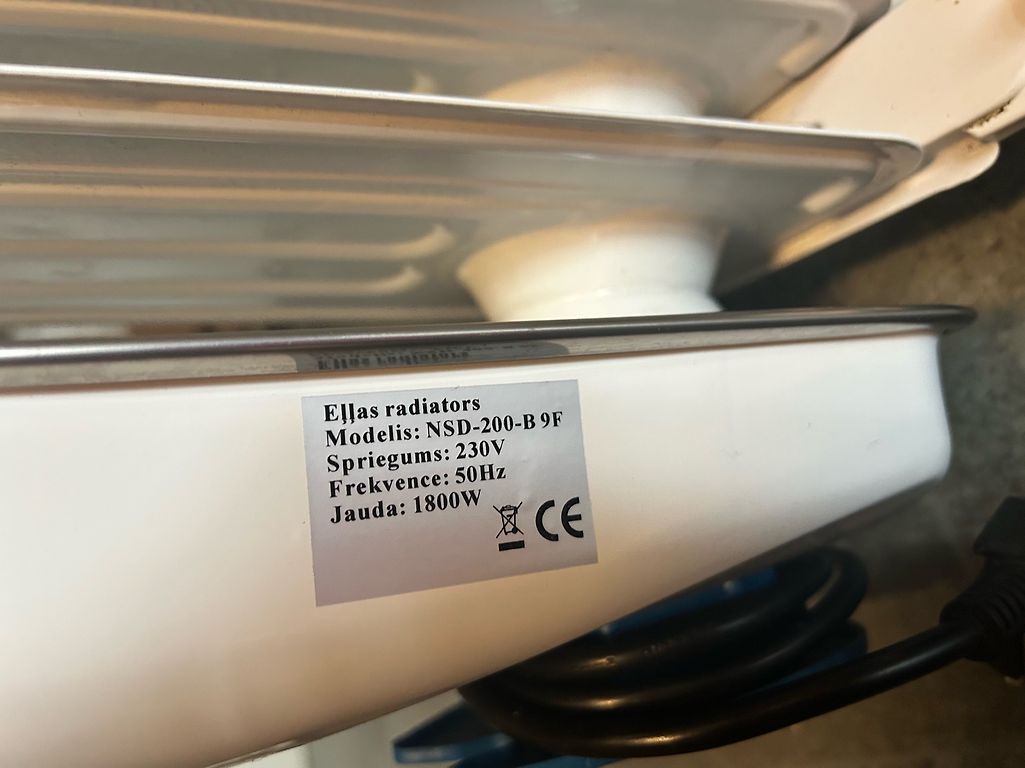 Eļļas radiators
Modelis: NSD-200-B 9F
Spriegums: 230V
Frekvence: 50Hz
Jauda: 1800W
CE